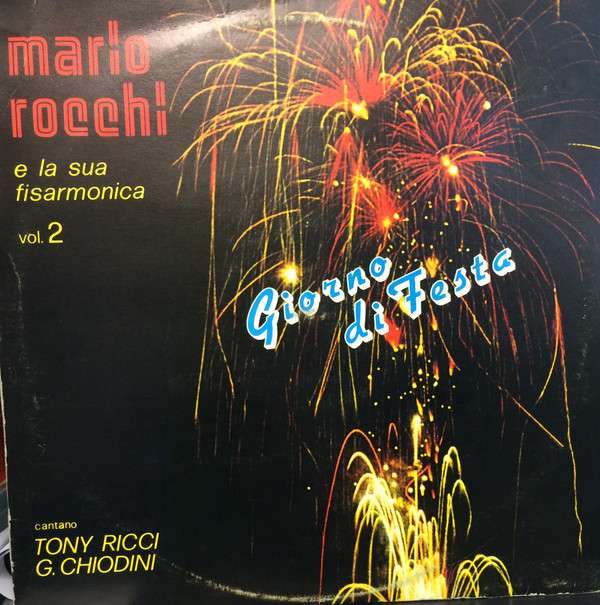 mario
rocchi
e la sua
fisarmonica
vol. 2
Giorno
di Festa
cantano
TONY RICCI
G. CHIODINI